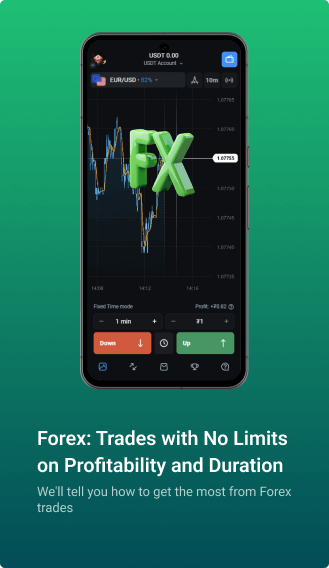 USDT 0.00
USDT Account
EUR/USD • 82%
10m
1.07765
1.07760
FX
1.07755
1.07750
1.07745
1.07740
1.07735
14:08
14:12
14:16
Fixed Time mode
Profit: +₮0.82
− 1 min +
− ₮1 +
Down
Up
Forex: Trades with No Limits
on Profitability and Duration
We'll tell you how to get the most from Forex
trades